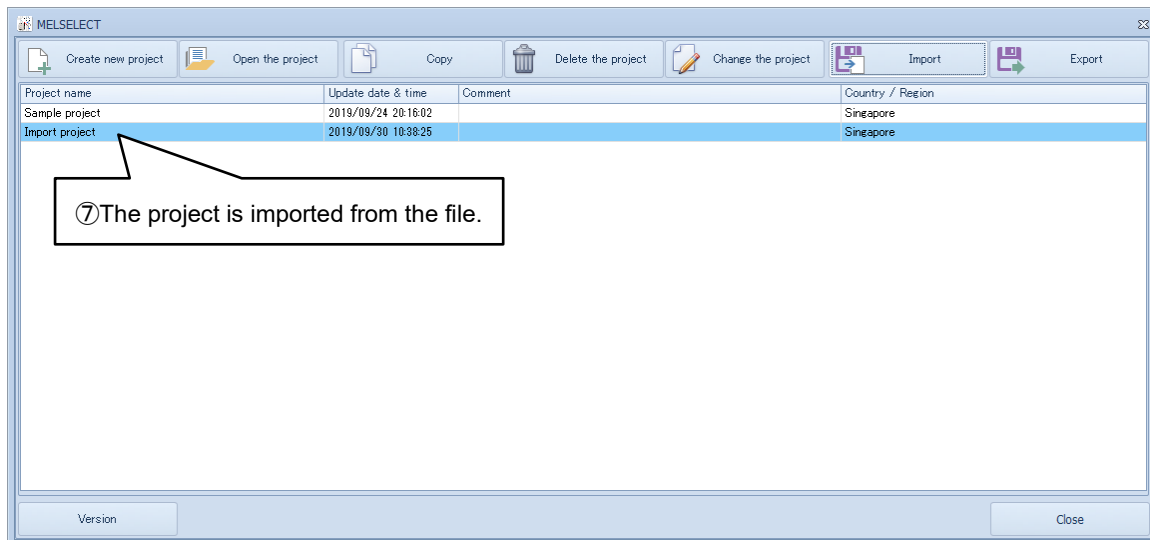 MELSELECT
Create new project Open the project Copy Delete the project Change the project Import Export
Project name Update date & time Comment Country / Region
Sample project 2019/09/24 20:16:02 Singapore
Import project 2019/09/30 10:38:25 Singapore
⑦The project is imported from the file.
Version Close